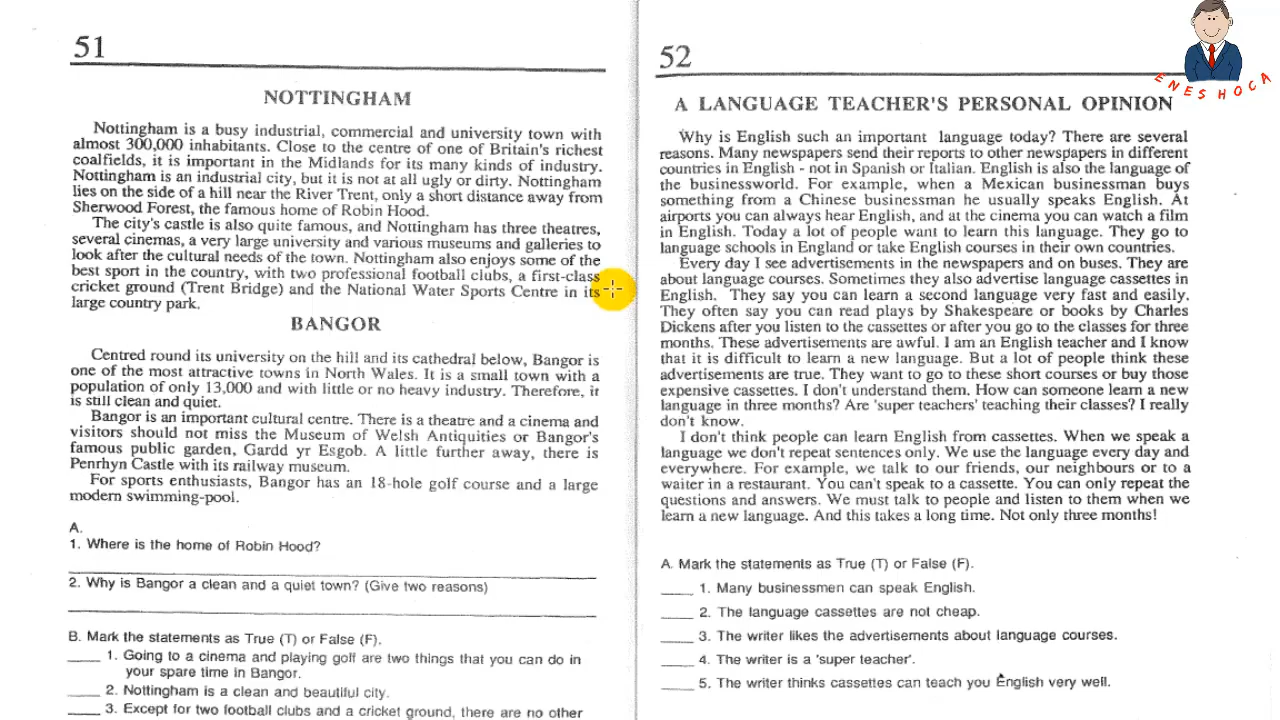 51
NOTTINGHAM
Nottingham is a busy industrial, commercial and university town with
almost 300,000 inhabitants. Close to the centre of one of Britain's richest
coalfields, it is important in the Midlands for its many kinds of industry.
Nottingham is an industrial city, but it is not at all ugly or dirty. Nottingham
lies on the side of a hill near the River Trent, only a short distance away from
Sherwood Forest, the famous home of Robin Hood.
The city's castle is also quite famous, and Nottingham has three theatres,
several cinemas, a very large university and various museums and galleries to
look after the cultural needs of the town. Nottingham also enjoys some of the
best sport in the country, with two professional football clubs, a first-class
cricket ground (Trent Bridge) and the National Water Sports Centre in its
large country park.
BANGOR
Centred round its university on the hill and its cathedral below, Bangor is
one of the most attractive towns in North Wales. It is a small town with a
population of only 13,000 and with little or no heavy industry. Therefore, it
is still clean and quiet.
Bangor is an important cultural centre. There is a theatre and a cinema and
visitors should not miss the Museum of Welsh Antiquities or Bangor's
famous public garden, Gardd yr Esgob. A little further away, there is
Penrhyn Castle with its railway museum.
For sports enthusiasts, Bangor has an 18-hole golf course and a large
modern swimming-pool.
A.
1. Where is the home of Robin Hood?
2. Why is Bangor a clean and a quiet town? (Give two reasons)
B. Mark the statements as True (T) or False (F).
____ 1. Going to a cinema and playing golf are two things that you can do in
your spare time in Bangor.
____ 2. Nottingham is a clean and beautiful city.
____ 3. Except for two football clubs and a cricket ground, there are no other
52
A LANGUAGE TEACHER'S PERSONAL OPINION
Why is English such an important language today? There are several
reasons. Many newspapers send their reports to other newspapers in different
countries in English - not in Spanish or Italian. English is also the language of
the businessworld. For example, when a Mexican businessman buys
something from a Chinese businessman he usually speaks English. At
airports you can always hear English, and at the cinema you can watch a film
in English. Today a lot of people want to learn this language. They go to
language schools in England or take English courses in their own countries.
Every day I see advertisements in the newspapers and on buses. They are
about language courses. Sometimes they also advertise language cassettes in
English. They say you can learn a second language very fast and easily.
They often say you can read plays by Shakespeare or books by Charles
Dickens after you listen to the cassettes or after you go to the classes for three
months. These advertisements are awful. I am an English teacher and I know
that it is difficult to learn a new language. But a lot of people think these
advertisements are true. They want to go to these short courses or buy those
expensive cassettes. I don't understand them. How can someone learn a new
language in three months? Are 'super teachers' teaching their classes? I really
don't know.
I don't think people can learn English from cassettes. When we speak a
language we don't repeat sentences only. We use the language every day and
everywhere. For example, we talk to our friends, our neighbours or to a
waiter in a restaurant. You can't speak to a cassette. You can only repeat the
questions and answers. We must talk to people and listen to them when we
learn a new language. And this takes a long time. Not only three months!
A. Mark the statements as True (T) or False (F).
____ 1. Many businessmen can speak English.
____ 2. The language cassettes are not cheap.
____ 3. The writer likes the advertisements about language courses.
____ 4. The writer is a 'super teacher'.
____ 5. The writer thinks cassettes can teach you English very well.
ENES HOCA